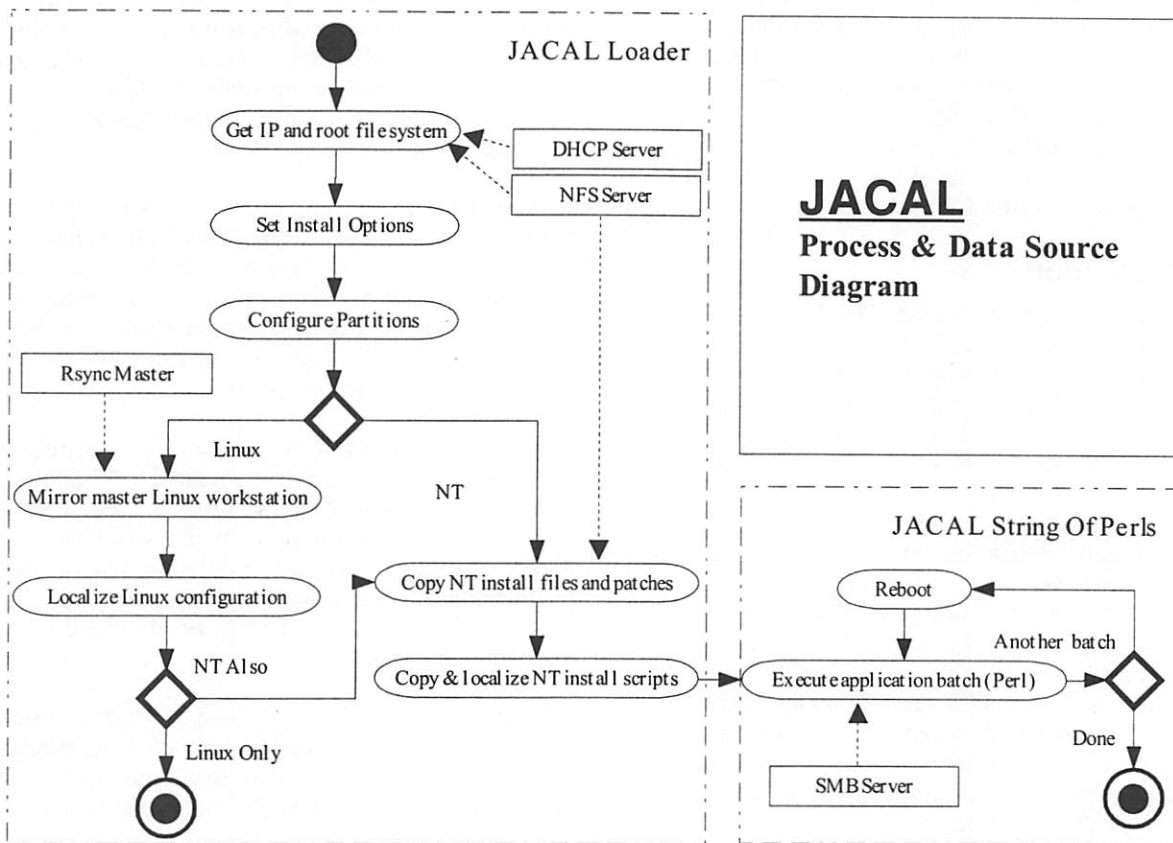 JACAL Loader
Get IP and root filesystem
DHCP Server
NFS Server
Set Install Options
Configure Partitions
Rsync Master
Linux
NT
Mirror master Linux workstation
Localize Linux configuration
Copy NT install files and patches
NT Also
Copy & localize NT install scripts
Linux Only
JACAL
Process & Data Source
Diagram
JACAL String Of Perls
Reboot
Another batch
Execute application batch (Perl)
Done
SMB Server